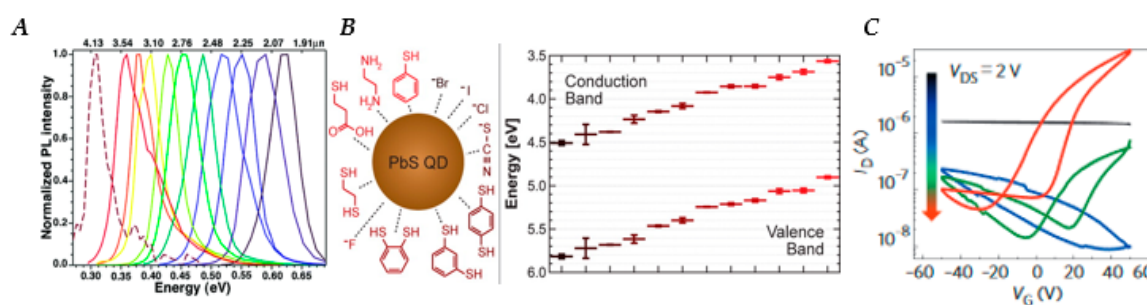 A
4.13 3.54 3.10 2.76 2.48 2.25 2.07 1.91μm
Normalized PL intensity
1.0
0.8
0.6
0.4
0.2
0.0
0.30 0.35 0.40 0.45 0.50 0.55 0.60 0.65
Energy (eV)
B
NH₂
NH₂
SH
SH
OH
O
⁻Br
⁻I
⁻Cl
⁻S
C
N
PbS QD
SH
SH
HS
⁻F
SH
SH
SH
SH
SH
Energy [eV]
3.5
4.0
4.5
5.0
5.5
6.0
Conduction
Band
Valence
Band
C
V_DS = 2 V
I_D (A)
10⁻⁵
10⁻⁶
10⁻⁷
10⁻⁸
−60 −40 −20 0 20 40 60
V_G (V)